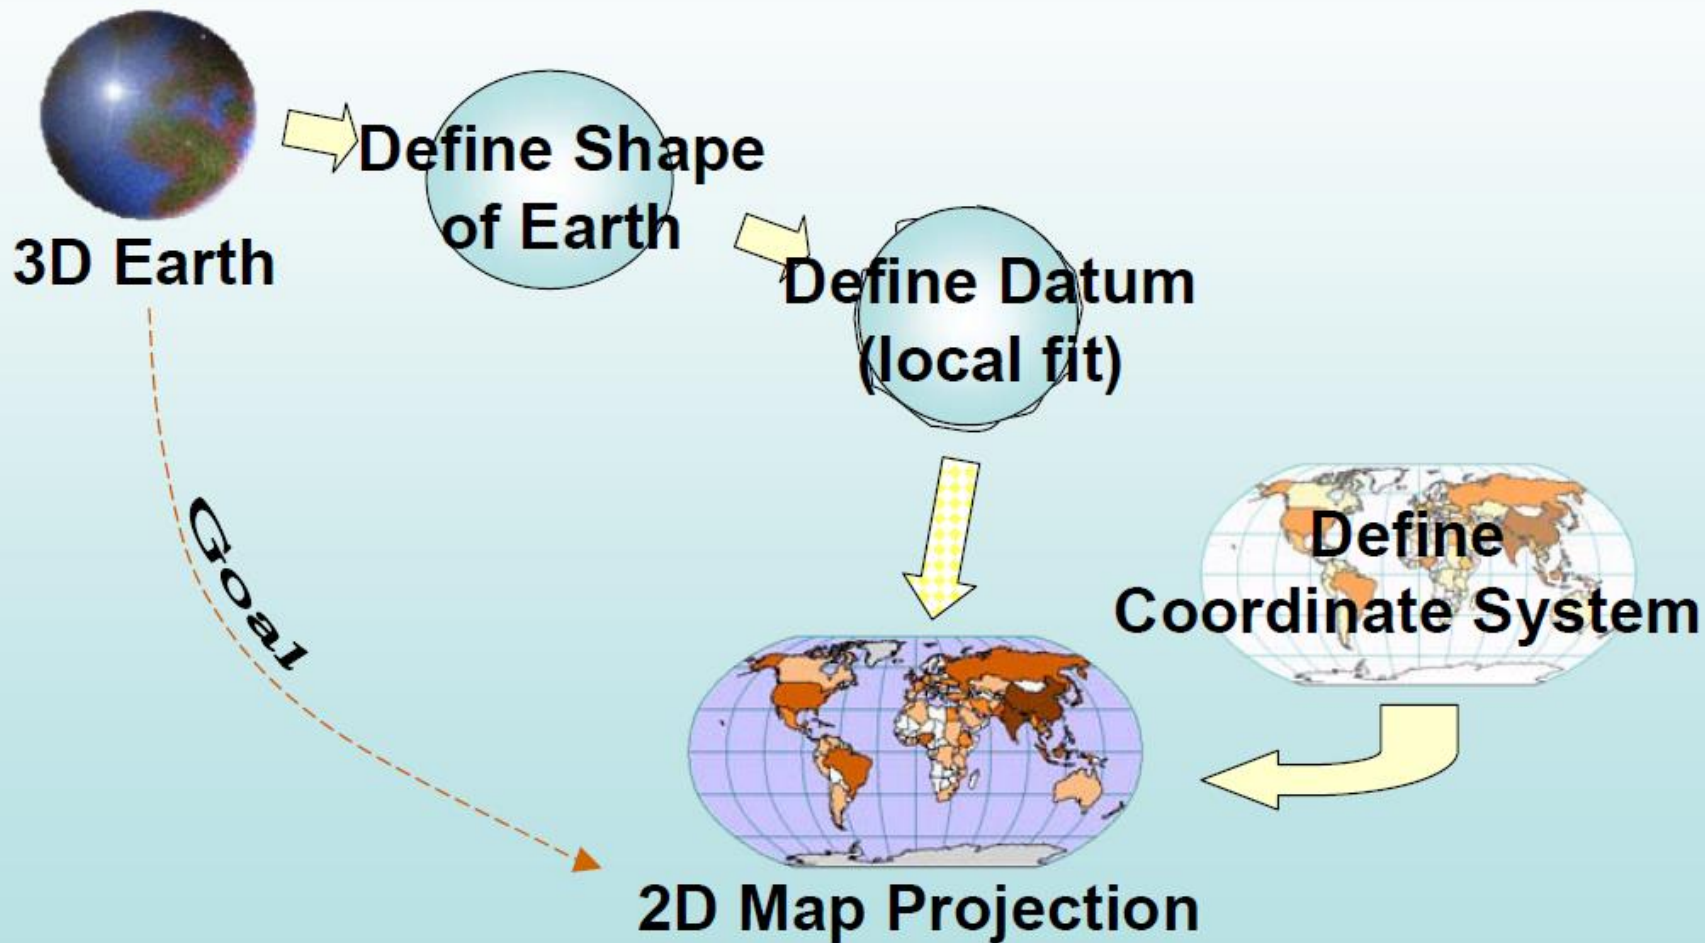 3D Earth
Define Shape
of Earth
Define Datum
(local fit)
Goal
Define
Coordinate System
2D Map Projection